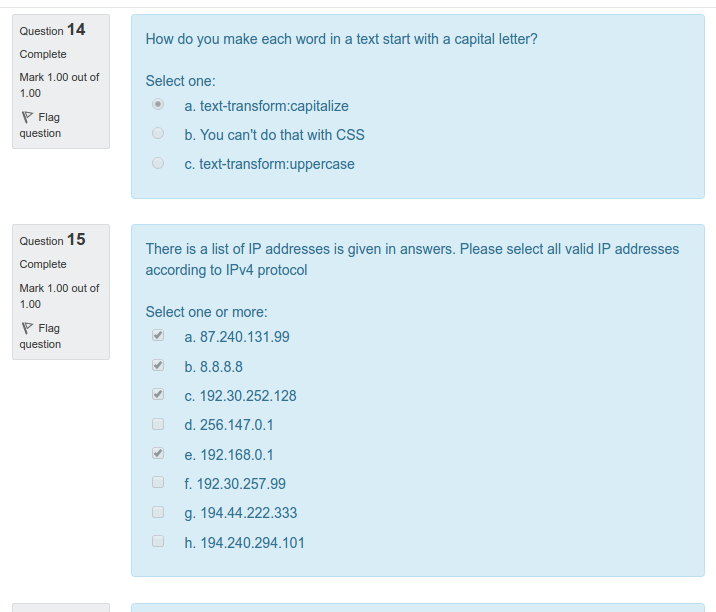 Question 14
Complete
Mark 1.00 out of
1.00
Flag
question
How do you make each word in a text start with a capital letter?
Select one:
a. text-transform:capitalize
b. You can't do that with CSS
c. text-transform:uppercase
Question 15
Complete
Mark 1.00 out of
1.00
Flag
question
There is a list of IP addresses is given in answers. Please select all valid IP addresses
according to IPv4 protocol
Select one or more:
a. 87.240.131.99
b. 8.8.8.8
c. 192.30.252.128
d. 256.147.0.1
e. 192.168.0.1
f. 192.30.257.99
g. 194.44.222.333
h. 194.240.294.101